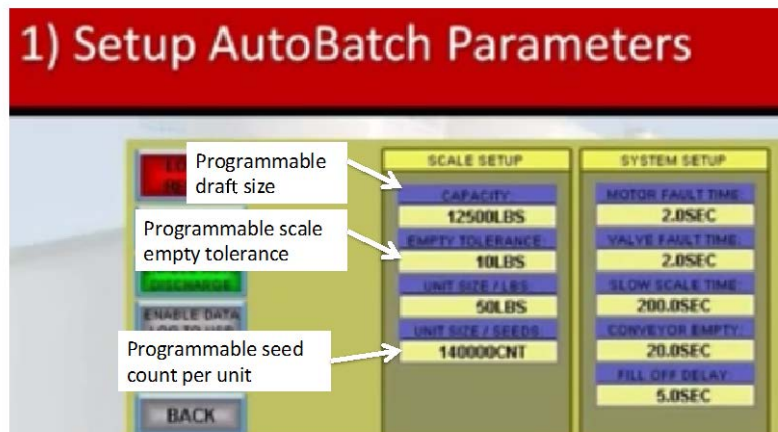 1) Setup AutoBatch Parameters
Programmable
draft size
Programmable scale
empty tolerance
DISCHARGE
ENABLE DATA
Programmable seed
count per unit
BACK
SCALE SETUP
CAPACITY:
12500LBS
EMPTY TOLERANCE:
10LBS
UNIT SIZE / LBS:
50LBS
UNIT SIZE / SEEDS:
140000CNT
SYSTEM SETUP
MOTOR FAULT TIME:
2.0SEC
VALVE FAULT TIME:
2.0SEC
SLOW SCALE TIME:
200.0SEC
CONVEYOR EMPTY:
20.0SEC
FILL OFF DELAY:
5.0SEC